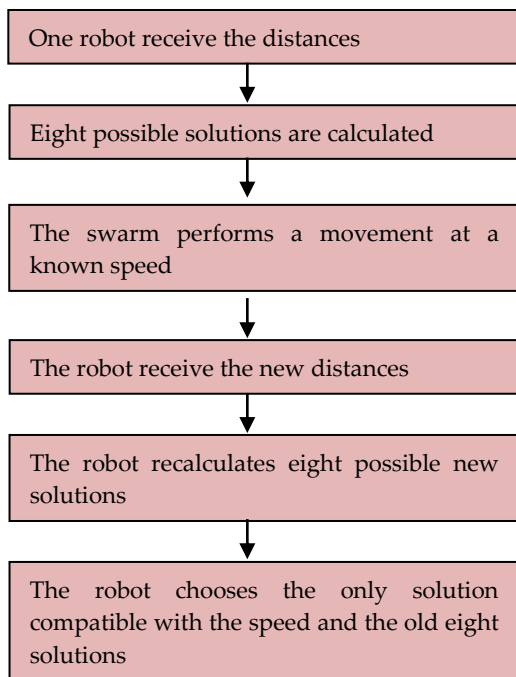 One robot receive the distances
Eight possible solutions are calculated
The swarm performs a movement at a
known speed
The robot receive the new distances
The robot recalculates eight possible new
solutions
The robot chooses the only solution
compatible with the speed and the old eight
solutions